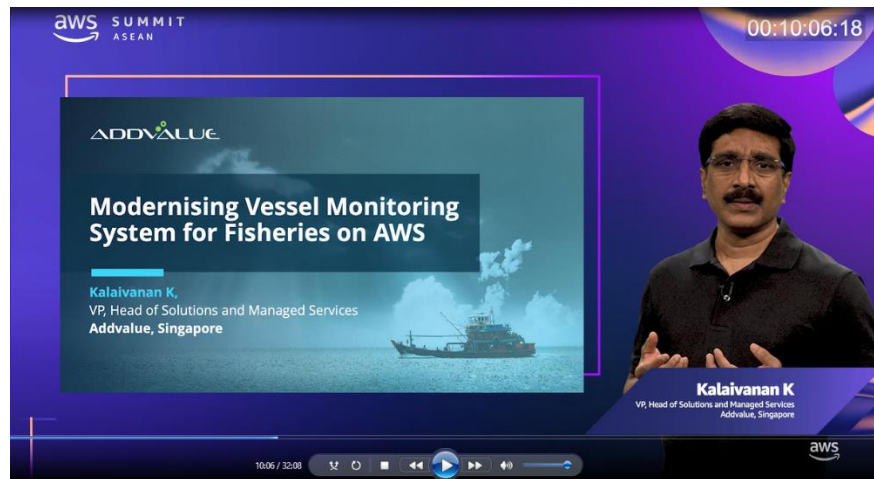 aws SUMMIT
ASEAN
00:10:06:18
ADDVALUE
Modernising Vessel Monitoring
System for Fisheries on AWS
Kalaivanan K,
VP, Head of Solutions and Managed Services
Addvalue, Singapore
Kalaivanan K
VP, Head of Solutions and Managed Services
Addvalue, Singapore
aws
10:06 / 32:08